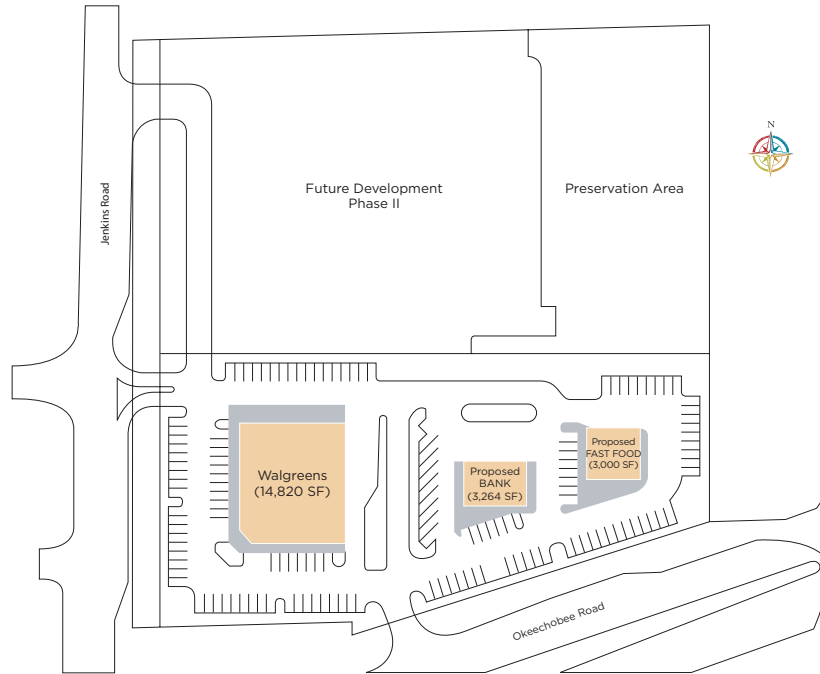 N
Future Development
Phase II
Preservation Area
Jenkins Road
Walgreens
(14,820 SF)
Proposed
BANK
(3,264 SF)
Proposed
FAST FOOD
(3,000 SF)
Okeechobee Road